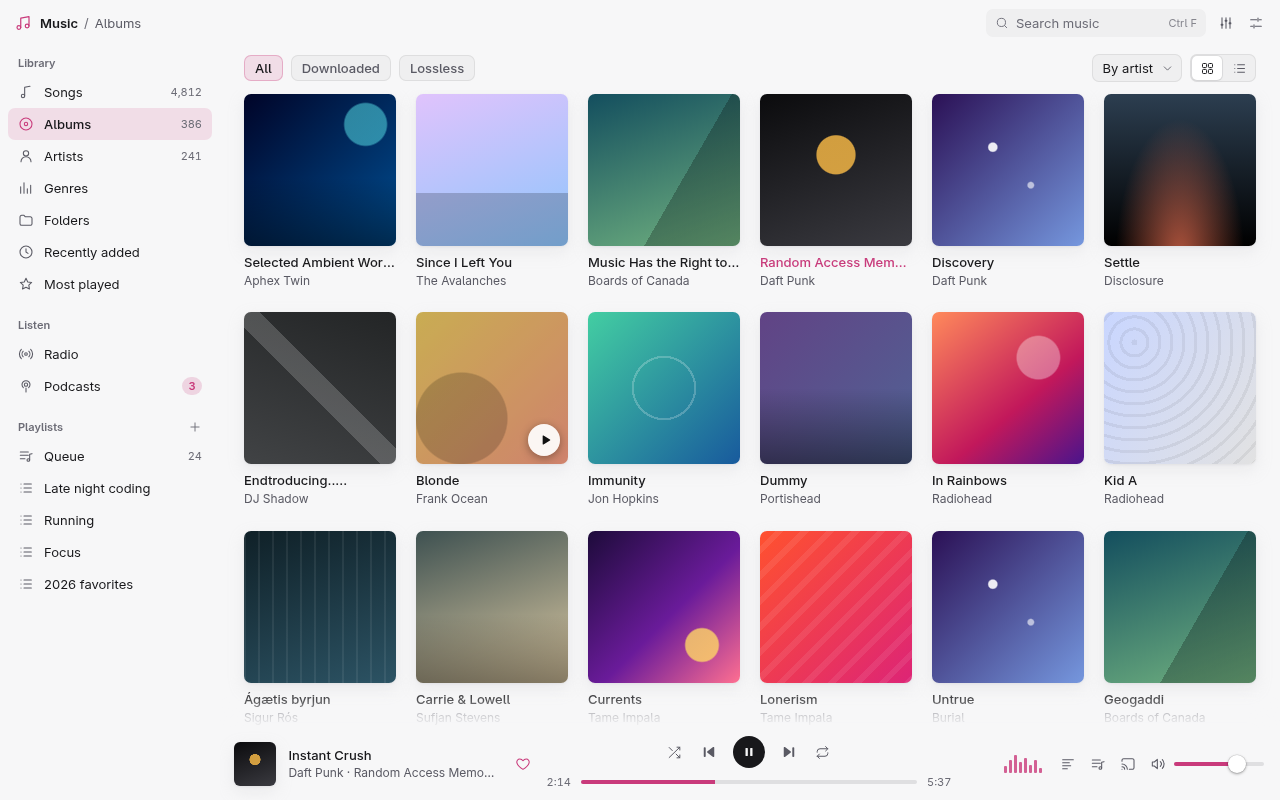 Music / Albums
Search music
Ctrl F
Library
Songs 4,812
Albums 386
Artists 241
Genres
Folders
Recently added
Most played
Listen
Radio
Podcasts 3
Playlists
Queue 24
Late night coding
Running
Focus
2026 favorites
All
Downloaded
Lossless
By artist
Selected Ambient Wor...
Aphex Twin
Since I Left You
The Avalanches
Music Has the Right to...
Boards of Canada
Random Access Mem...
Daft Punk
Discovery
Daft Punk
Settle
Disclosure
Endtroducing.....
DJ Shadow
Blonde
Frank Ocean
Immunity
Jon Hopkins
Dummy
Portishead
In Rainbows
Radiohead
Kid A
Radiohead
Ágætis byrjun
Sigur Rós
Carrie & Lowell
Sufjan Stevens
Currents
Tame Impala
Lonerism
Tame Impala
Untrue
Burial
Geogaddi
Boards of Canada
Instant Crush
Daft Punk · Random Access Memo...
2:14
5:37